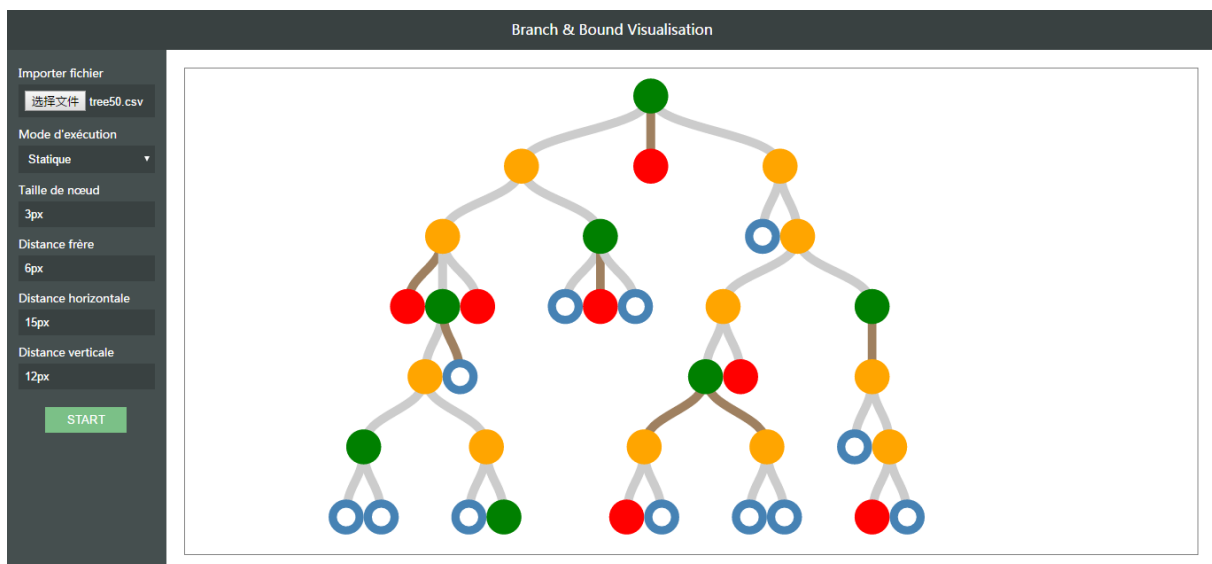 Branch & Bound Visualisation
Importer fichier
选择文件 tree50.csv
Mode d'exécution
Statique
Taille de nœud
3px
Distance frère
6px
Distance horizontale
15px
Distance verticale
12px
START